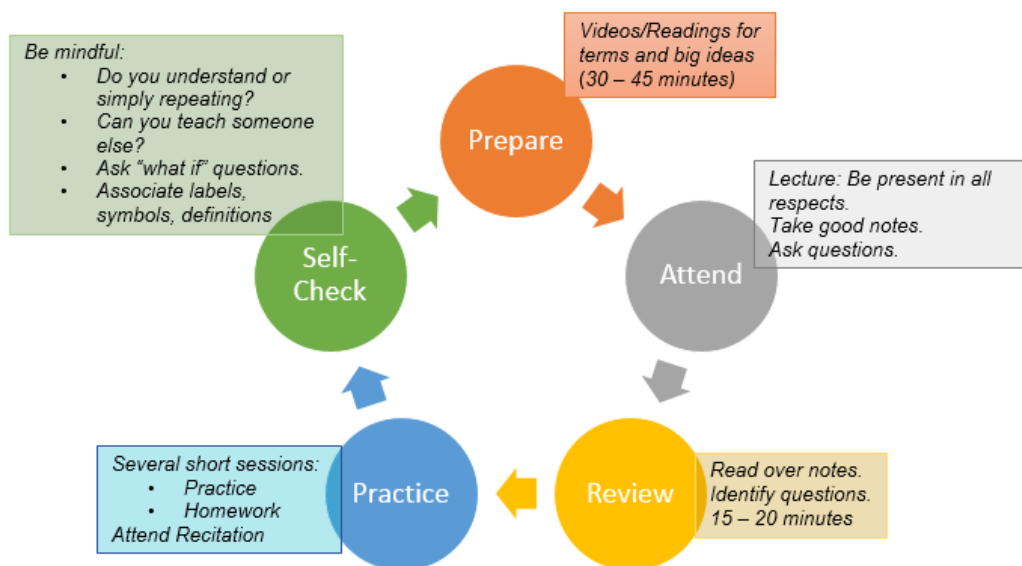 Prepare
Videos/Readings for
terms and big ideas
(30 – 45 minutes)
Attend
Lecture: Be present in all
respects.
Take good notes.
Ask questions.
Review
Read over notes.
Identify questions.
15 – 20 minutes
Practice
Several short sessions:
• Practice
• Homework
Attend Recitation
Self-
Check
Be mindful:
• Do you understand or
simply repeating?
• Can you teach someone
else?
• Ask “what if” questions.
• Associate labels,
symbols, definitions